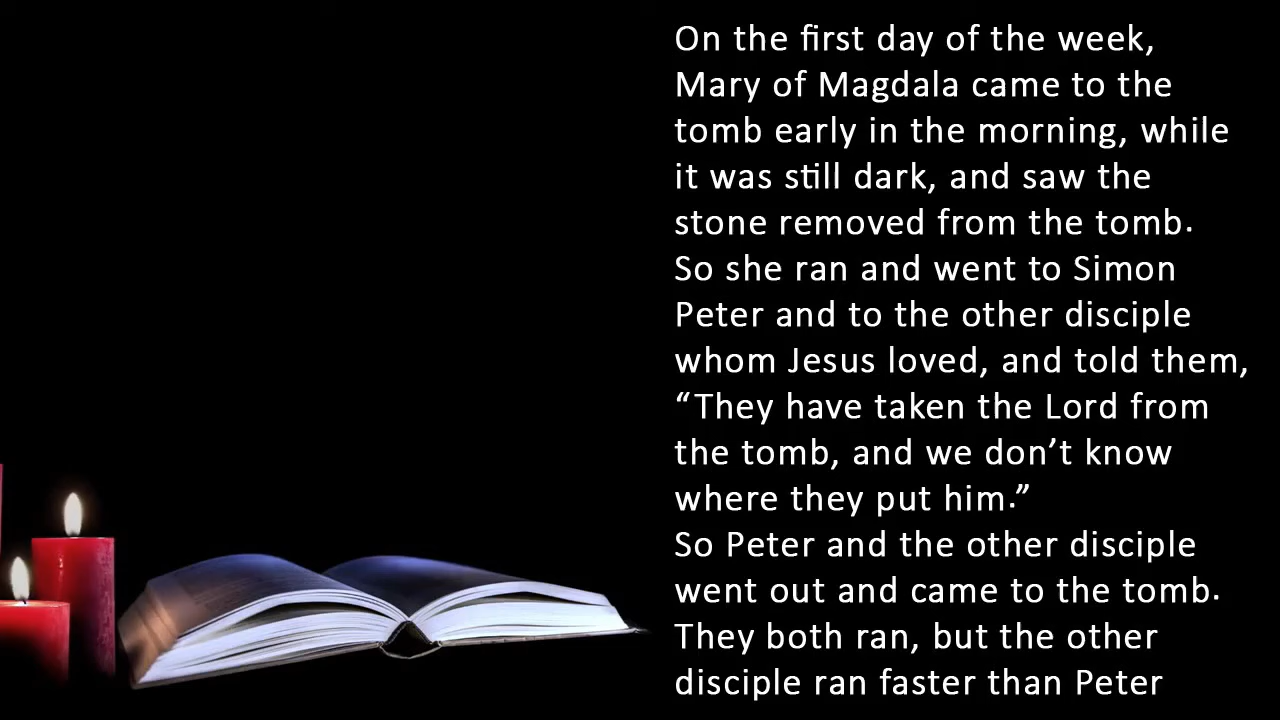 On the first day of the week,
Mary of Magdala came to the
tomb early in the morning, while
it was still dark, and saw the
stone removed from the tomb.
So she ran and went to Simon
Peter and to the other disciple
whom Jesus loved, and told them,
“They have taken the Lord from
the tomb, and we don’t know
where they put him.”
So Peter and the other disciple
went out and came to the tomb.
They both ran, but the other
disciple ran faster than Peter